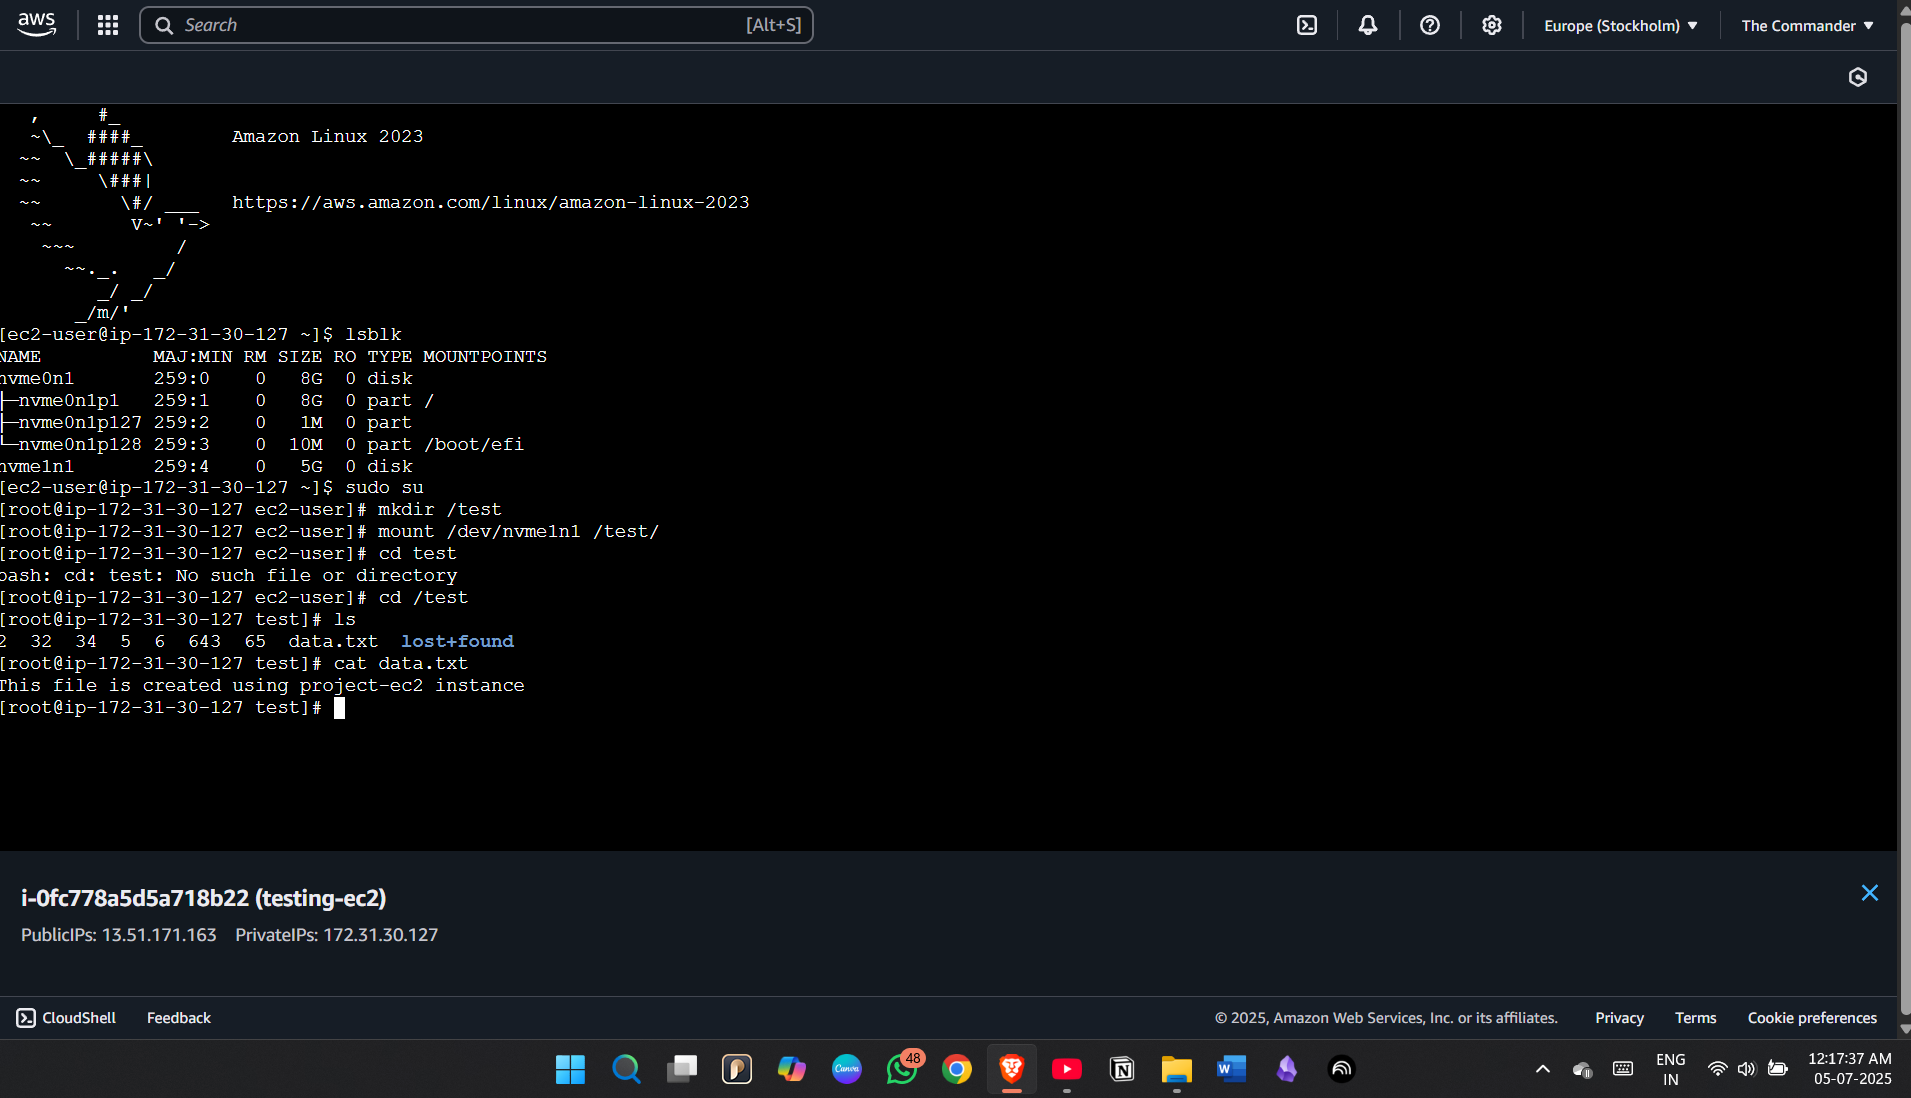 aws
Search [Alt+S]
Europe (Stockholm) ▼
The Commander ▼
   ,     #_
   ~\_  ####_        Amazon Linux 2023
  ~~  \_#####\
  ~~     \###|
  ~~       \#/ ___   https://aws.amazon.com/linux/amazon-linux-2023
   ~~       V~' '->
    ~~~         /
      ~~._.   _/
         _/ _/
       _/m/'
[ec2-user@ip-172-31-30-127 ~]$ lsblk
NAME          MAJ:MIN RM SIZE RO TYPE MOUNTPOINTS
nvme0n1       259:0    0   8G  0 disk
├─nvme0n1p1   259:1    0   8G  0 part /
├─nvme0n1p127 259:2    0   1M  0 part
└─nvme0n1p128 259:3    0  10M  0 part /boot/efi
nvme1n1       259:4    0   5G  0 disk
[ec2-user@ip-172-31-30-127 ~]$ sudo su
[root@ip-172-31-30-127 ec2-user]# mkdir /test
[root@ip-172-31-30-127 ec2-user]# mount /dev/nvme1n1 /test/
[root@ip-172-31-30-127 ec2-user]# cd test
bash: cd: test: No such file or directory
[root@ip-172-31-30-127 ec2-user]# cd /test
[root@ip-172-31-30-127 test]# ls
2  32  34  5  6  643  65  data.txt  lost+found
[root@ip-172-31-30-127 test]# cat data.txt
This file is created using project-ec2 instance
[root@ip-172-31-30-127 test]#
i-0fc778a5d5a718b22 (testing-ec2)
PublicIPs: 13.51.171.163 PrivateIPs: 172.31.30.127
CloudShell Feedback © 2025, Amazon Web Services, Inc. or its affiliates. Privacy Terms Cookie preferences
Canva
48
W
ENG
IN
12:17:37 AM
05-07-2025